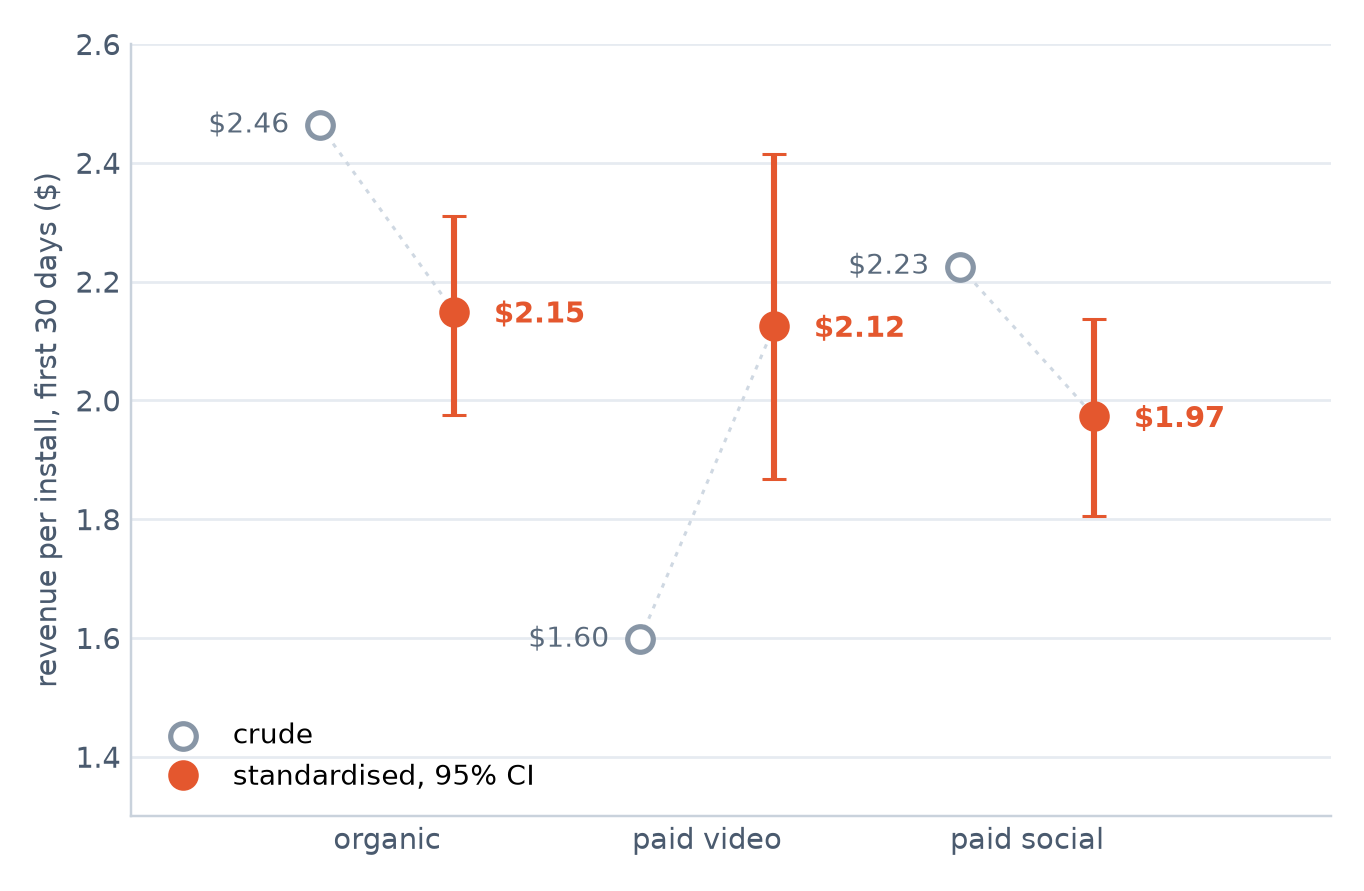 revenue per install, first 30 days ($)
2.6
2.4
2.2
2.0
1.8
1.6
1.4
$2.46
$2.15
$1.60
$2.12
$2.23
$1.97
crude
standardised, 95% CI
organic
paid video
paid social